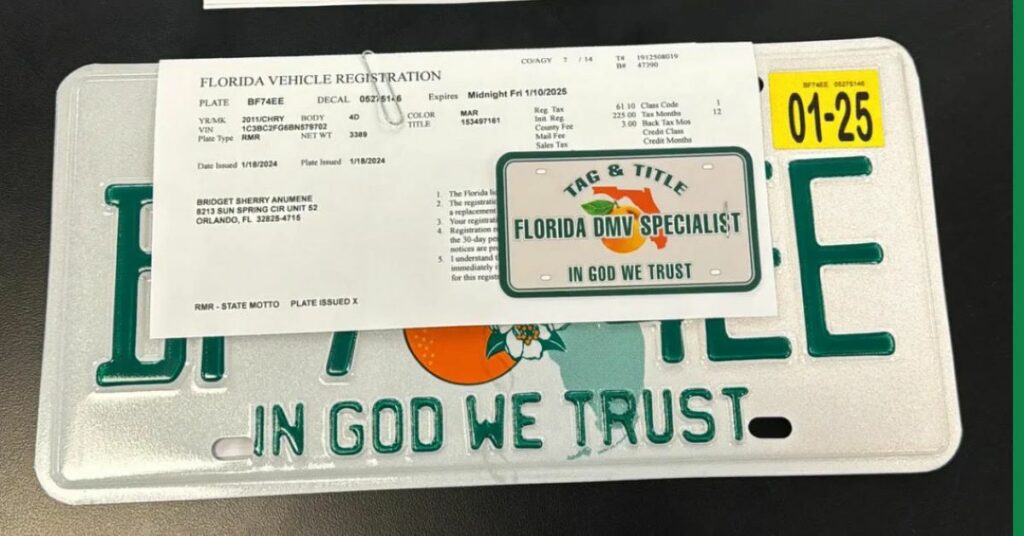 CO/AGY 7 / 14 T# 1912508019
B# 47390
FLORIDA VEHICLE REGISTRATION
PLATE BF74EE DECAL 05275146 Expires Midnight Fri 1/10/2025
YR/MK 2011/CHRY BODY 4D COLOR MAR Reg. Tax 61.10 Class Code 1
VIN 1C3BC2FG6BN579702 TITLE 153497161 Init. Reg. 225.00 Tax Months 12
Plate Type RMR NET WT 3389 County Fee 3.00 Back Tax Mos
Mail Fee Credit Class
Sales Tax Credit Months
Date Issued 1/18/2024 Plate Issued 1/18/2024
BRIDGET SHERRY ANUMENE
8213 SUN SPRING CIR UNIT 52
ORLANDO, FL 32825-4715
1. The Florida
2. The
a replacement
3. Your
4. Registration
the 30-day
notices are
5. I understand
immediately
for this
RMR - STATE MOTTO PLATE ISSUED X
TAG & TITLE
FLORIDA DMV SPECIALIST
IN GOD WE TRUST
BF74EE 05275146
01-25
BF74EE
IN GOD WE TRUST